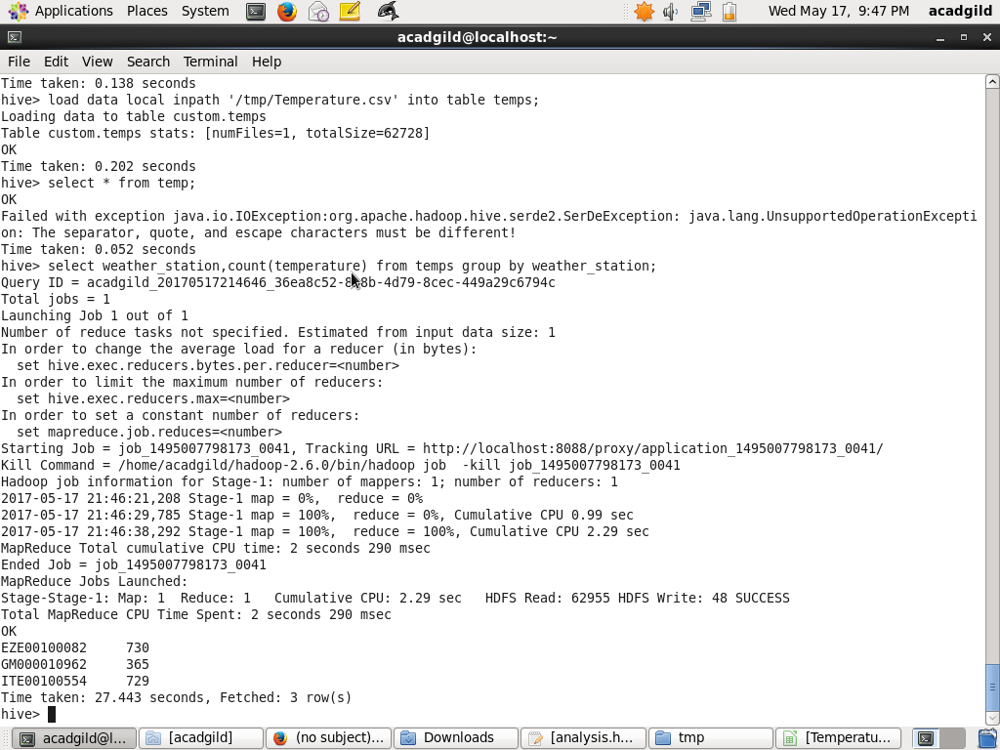 Applications Places System Wed May 17, 9:47 PM acadgild
acadgild@localhost:~
File Edit View Search Terminal Help
Time taken: 0.138 seconds
hive> load data local inpath '/tmp/Temperature.csv' into table temps;
Loading data to table custom.temps
Table custom.temps stats: [numFiles=1, totalSize=62728]
OK
Time taken: 0.202 seconds
hive> select * from temp;
OK
Failed with exception java.io.IOException:org.apache.hadoop.hive.serde2.SerDeException: java.lang.UnsupportedOperationExcepti
on: The separator, quote, and escape characters must be different!
Time taken: 0.052 seconds
hive> select weather_station,count(temperature) from temps group by weather_station;
Query ID = acadgild_20170517214646_36ea8c52- -4d79-8cec-449a29c6794c
Total jobs = 1
Launching Job 1 out of 1
Number of reduce tasks not specified. Estimated from input data size: 1
In order to change the average load for a reducer (in bytes):
  set hive.exec.reducers.bytes.per.reducer=<number>
In order to limit the maximum number of reducers:
  set hive.exec.reducers.max=<number>
In order to set a constant number of reducers:
  set mapreduce.job.reduces=<number>
Starting Job = job_1495007798173_0041, Tracking URL = http://localhost:8088/proxy/application_1495007798173_0041/
Kill Command = /home/acadgild/hadoop-2.6.0/bin/hadoop job  -kill job_1495007798173_0041
Hadoop job information for Stage-1: number of mappers: 1; number of reducers: 1
2017-05-17 21:46:21,208 Stage-1 map = 0%,  reduce = 0%
2017-05-17 21:46:29,785 Stage-1 map = 100%,  reduce = 0%, Cumulative CPU 0.99 sec
2017-05-17 21:46:38,292 Stage-1 map = 100%,  reduce = 100%, Cumulative CPU 2.29 sec
MapReduce Total cumulative CPU time: 2 seconds 290 msec
Ended Job = job_1495007798173_0041
MapReduce Jobs Launched:
Stage-Stage-1: Map: 1  Reduce: 1   Cumulative CPU: 2.29 sec   HDFS Read: 62955 HDFS Write: 48 SUCCESS
Total MapReduce CPU Time Spent: 2 seconds 290 msec
OK
EZE00100082     730
GM000010962     365
ITE00100554     729
Time taken: 27.443 seconds, Fetched: 3 row(s)
hive>
acadgild@l... [acadgild] (no subject)... Downloads [analysis.h... tmp [Temperatu...